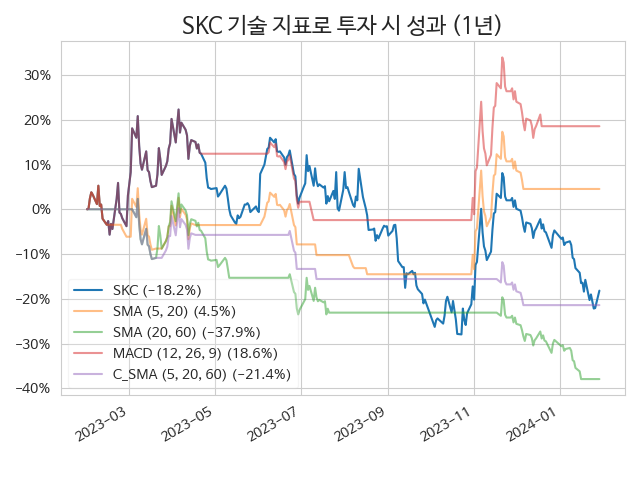 SKC 기술 지표로 투자 시 성과 (1년)
30%
20%
10%
0%
−10%
−20%
−30%
−40%
SKC (−18.2%)
SMA (5, 20) (4.5%)
SMA (20, 60) (−37.9%)
MACD (12, 26, 9) (18.6%)
C_SMA (5, 20, 60) (−21.4%)
2023−03
2023−05
2023−07
2023−09
2023−11
2024−01